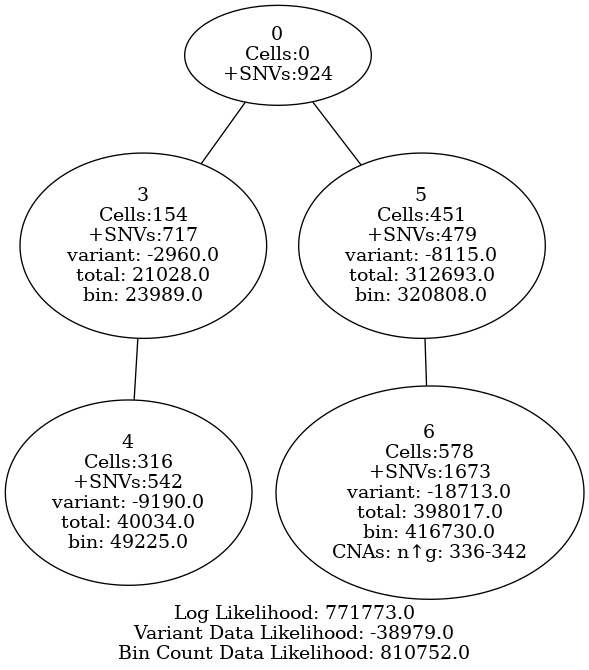 0
Cells:0
+SNVs:924
3
Cells:154
+SNVs:717
variant: -2960.0
total: 21028.0
bin: 23989.0
5
Cells:451
+SNVs:479
variant: -8115.0
total: 312693.0
bin: 320808.0
4
Cells:316
+SNVs:542
variant: -9190.0
total: 40034.0
bin: 49225.0
6
Cells:578
+SNVs:1673
variant: -18713.0
total: 398017.0
bin: 416730.0
CNAs: n↑g: 336-342
Log Likelihood: 771773.0
Variant Data Likelihood: -38979.0
Bin Count Data Likelihood: 810752.0